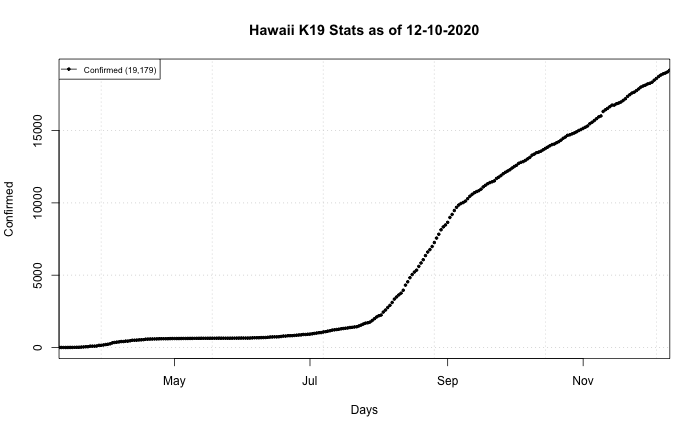 Hawaii K19 Stats as of 12-10-2020
Confirmed (19,179)
Confirmed
15000
10000
5000
0
May Jul Sep Nov
Days